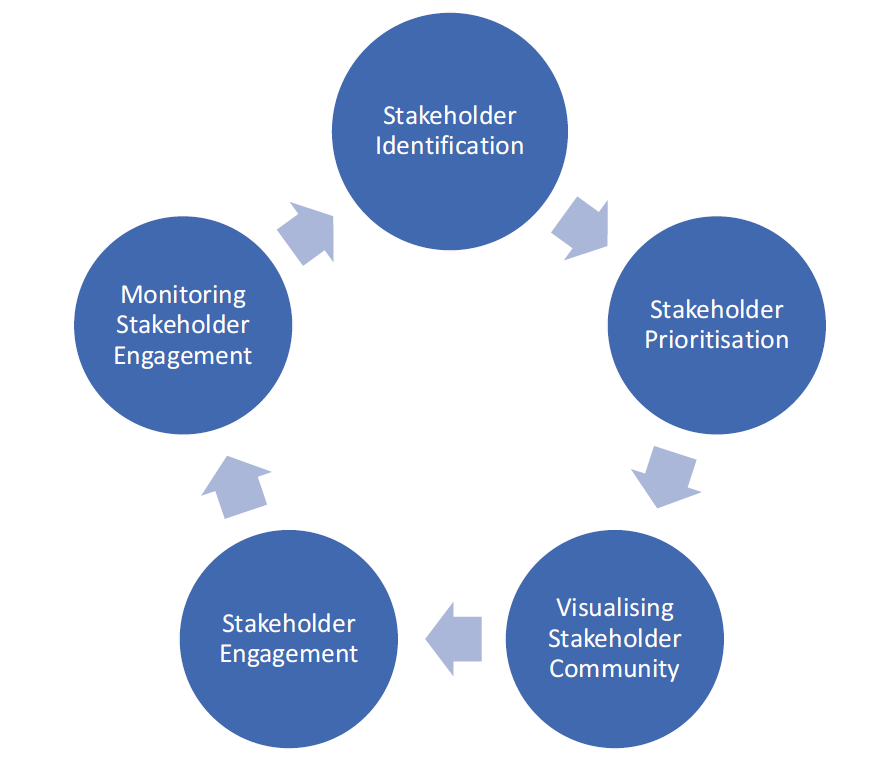 Stakeholder
Identification
Stakeholder
Prioritisation
Visualising
Stakeholder
Community
Stakeholder
Engagement
Monitoring
Stakeholder
Engagement